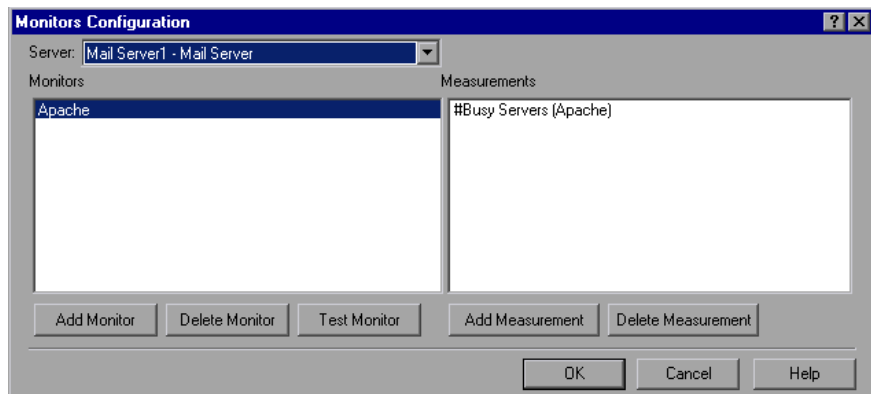 Monitors Configuration
Server: Mail Server1 - Mail Server
Monitors Measurements
Apache #Busy Servers (Apache)
Add Monitor Delete Monitor Test Monitor Add Measurement Delete Measurement
OK Cancel Help